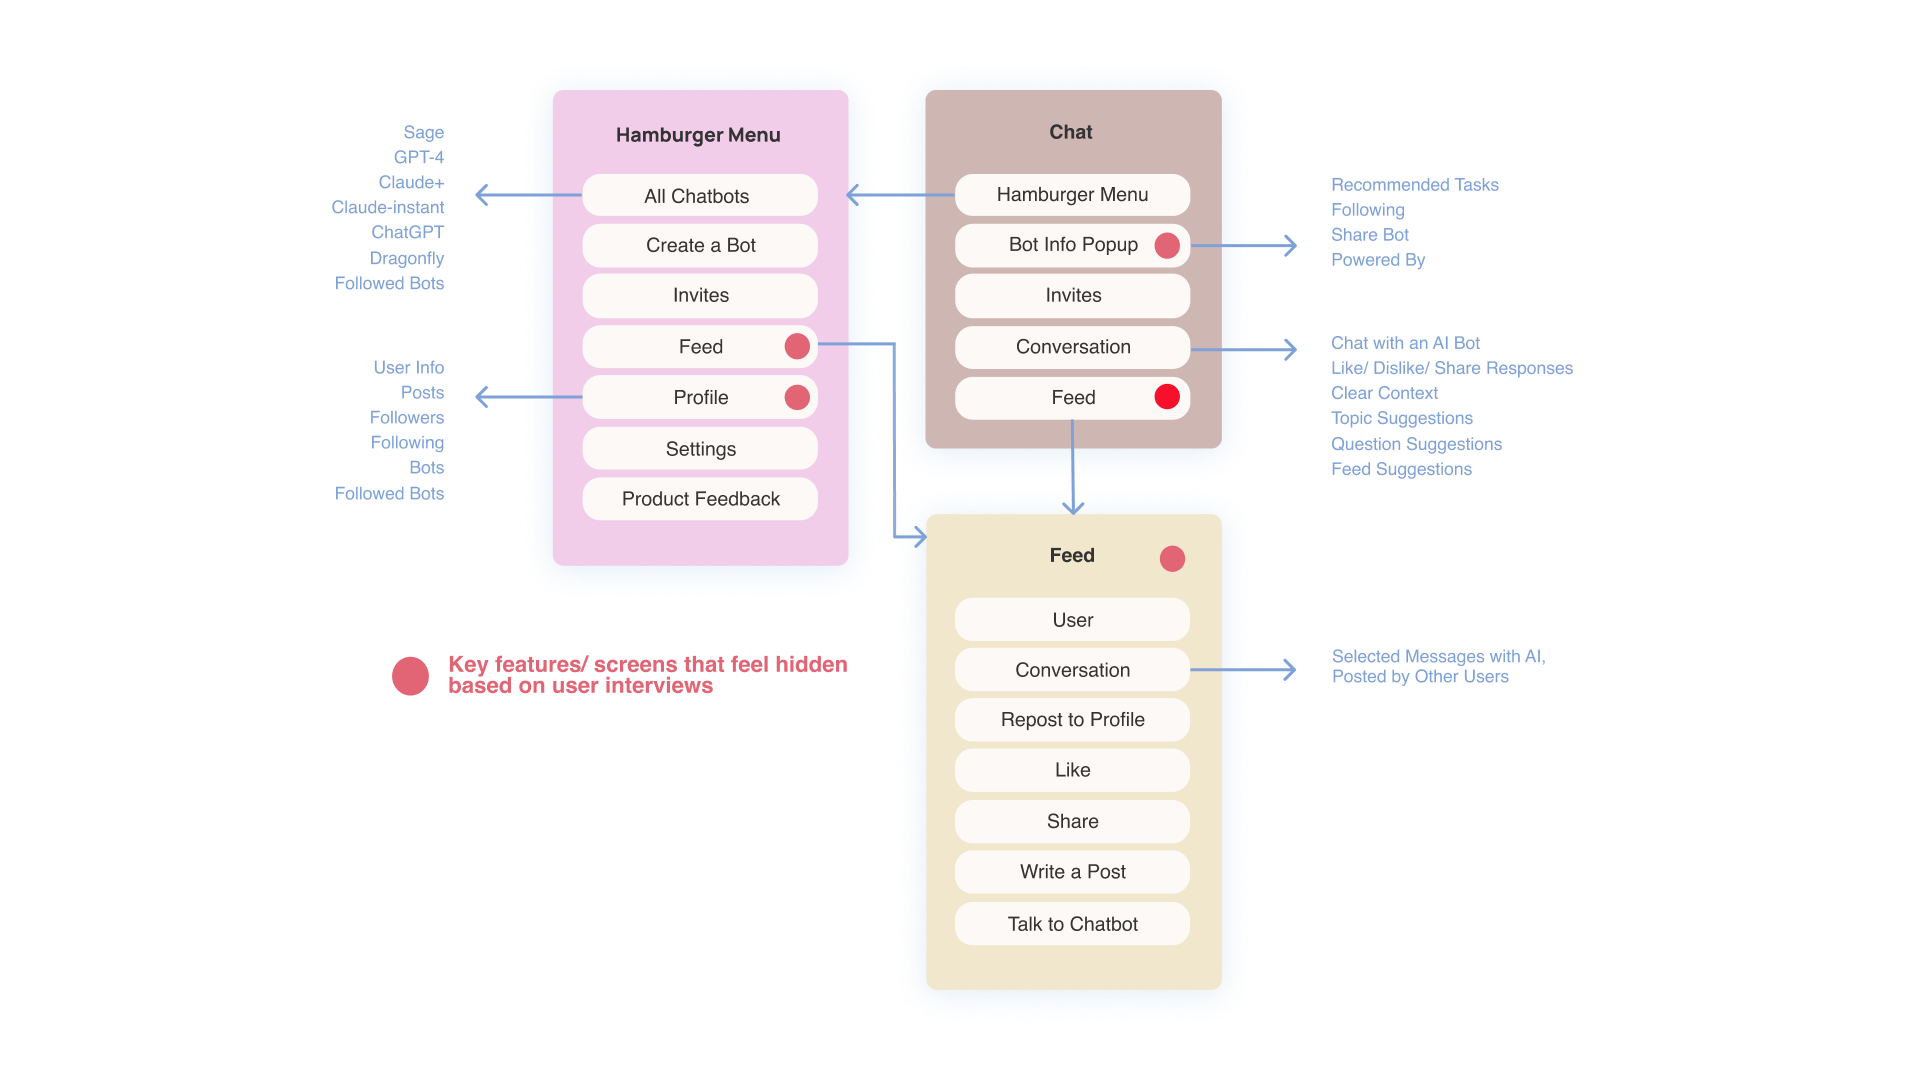 Sage
GPT-4
Claude+
Claude-instant
ChatGPT
Dragonfly
Followed Bots
User Info
Posts
Followers
Following
Bots
Followed Bots
Hamburger Menu
All Chatbots
Create a Bot
Invites
Feed
Profile
Settings
Product Feedback
Chat
Hamburger Menu
Bot Info Popup
Invites
Conversation
Feed
Recommended Tasks
Following
Share Bot
Powered By
Chat with an AI Bot
Like/ Dislike/ Share Responses
Clear Context
Topic Suggestions
Question Suggestions
Feed Suggestions
Feed
User
Conversation
Repost to Profile
Like
Share
Write a Post
Talk to Chatbot
Selected Messages with AI,
Posted by Other Users
Key features/ screens that feel hidden
based on user interviews